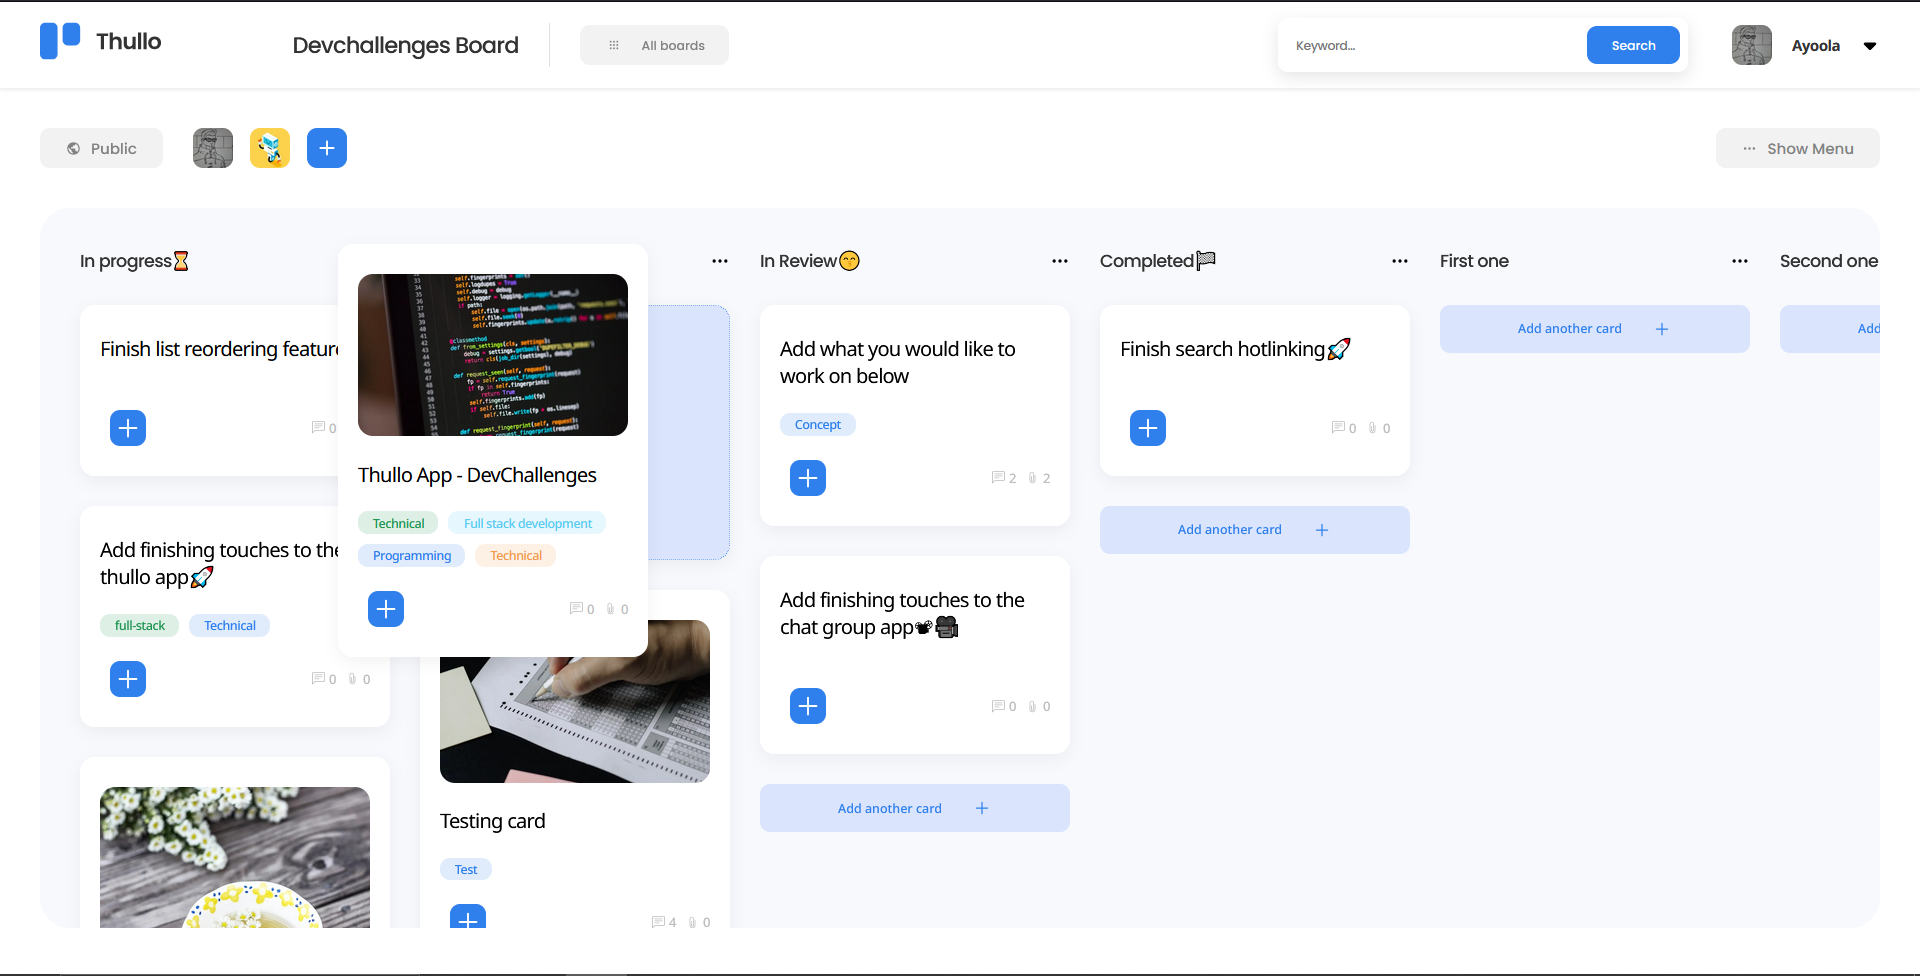 Thullo
Devchallenges Board
All boards
Keyword...
Search
Ayoola
Public
Show Menu
In progress⌛
Finish list reordering feature
0
Add finishing touches to the
thullo app🚀
full-stack Technical
0 0
Thullo App - DevChallenges
Technical Full stack development
Programming Technical
0 0
Testing card
Test
4 0
In Review😙
Add what you would like to
work on below
Concept
2 2
Add finishing touches to the
chat group app📽🎥
0 0
Add another card
Completed🏳
Finish search hotlinking🚀
0 0
Add another card
First one
Add another card
Second one
Add